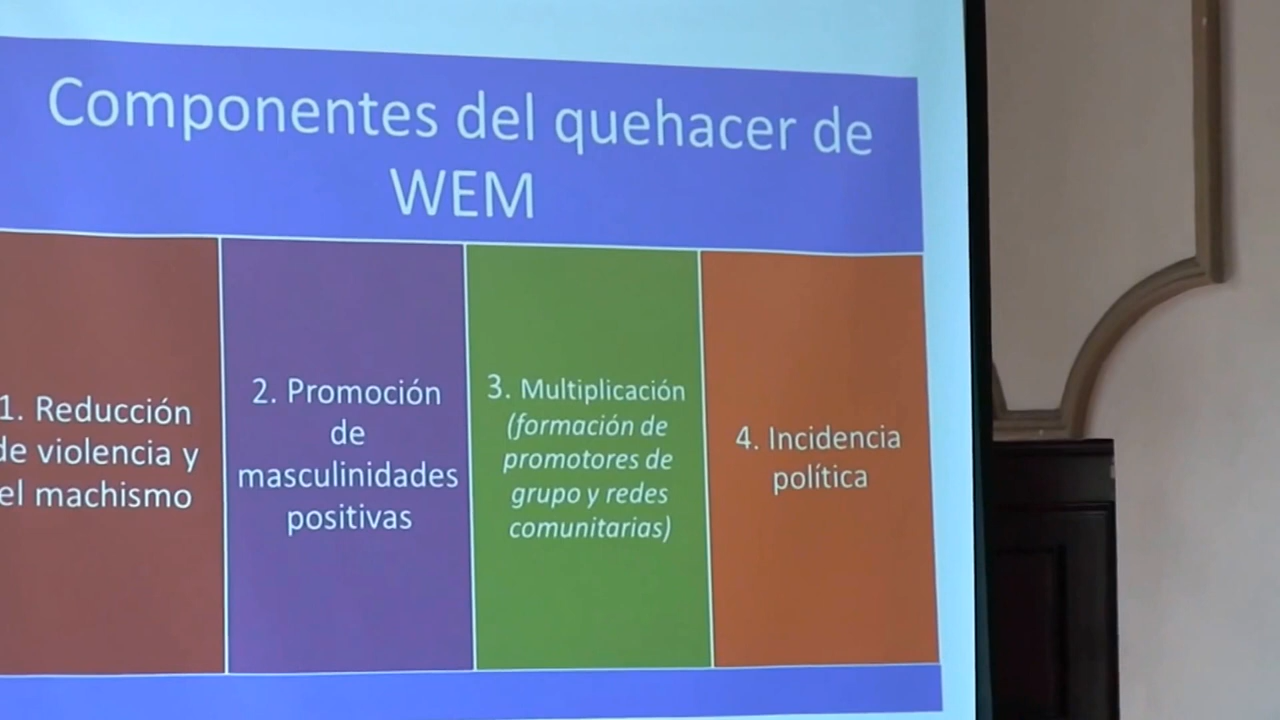 Componentes del quehacer de
WEM
1. Reducción
de violencia y
el machismo
2. Promoción
de
masculinidades
positivas
3. Multiplicación
(formación de
promotores de
grupo y redes
comunitarias)
4. Incidencia
política